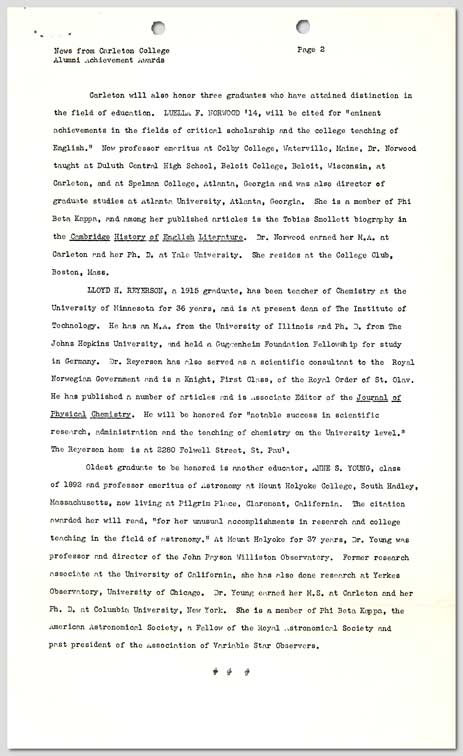 News from Carleton College
Page 2
Alumni Achievement Awards
Carleton will also honor three graduates who have attained distinction in
the field of education. LUELLA F. NORWOOD '14, will be cited for "eminent
achievements in the fields of critical scholarship and the college teaching of
English." Now professor emeritus at Colby College, Waterville, Maine, Dr. Norwood
taught at Duluth Central High School, Beloit College, Beloit, Wisconsin, at
Carleton, and at Spelman College, Atlanta, Georgia and was also director of
graduate studies at Atlanta University, Atlanta, Georgia. She is a member of Phi
Beta Kappa, and among her published articles is the Tobias Smollett biography in
the Cambridge History of English Literature. Dr. Norwood earned her M.A. at
Carleton and her Ph. D. at Yale University. She resides at the College Club,
Boston, Mass.
LLOYD H. REYERSON, a 1915 graduate, has been teacher of Chemistry at the
University of Minnesota for 36 years, and is at present dean of The Institute of
Technology. He has an M.A. from the University of Illinois and Ph. D. from The
Johns Hopkins University, and held a Guggenheim Foundation Fellowship for study
in Germany. Dr. Reyerson has also served as a scientific consultant to the Royal
Norwegian Government and is a Knight, First Class, of the Royal Order of St. Olav.
He has published a number of articles and is Associate Editor of the Journal of
Physical Chemistry. He will be honored for "notable success in scientific
research, administration and the teaching of chemistry on the University level."
The Reyerson home is at 2260 Folwell Street, St. Paul.
Oldest graduate to be honored is another educator, ANNE S. YOUNG, class
of 1892 and professor emeritus of Astronomy at Mount Holyoke College, South Hadley,
Massachusetts, now living at Pilgrim Place, Claremont, California. The citation
awarded her will read, "for her unusual accomplishments in research and college
teaching in the field of astronomy." At Mount Holyoke for 37 years, Dr. Young was
professor and director of the John Payson Williston Observatory. Former research
associate at the University of California, she has also done research at Yerkes
Observatory, University of Chicago. Dr. Young earned her M.S. at Carleton and her
Ph. D. at Columbia University, New York. She is a member of Phi Beta Kappa, the
American Astronomical Society, a Fellow of the Royal Astronomical Society and
past president of the Association of Variable Star Observers.
# # #